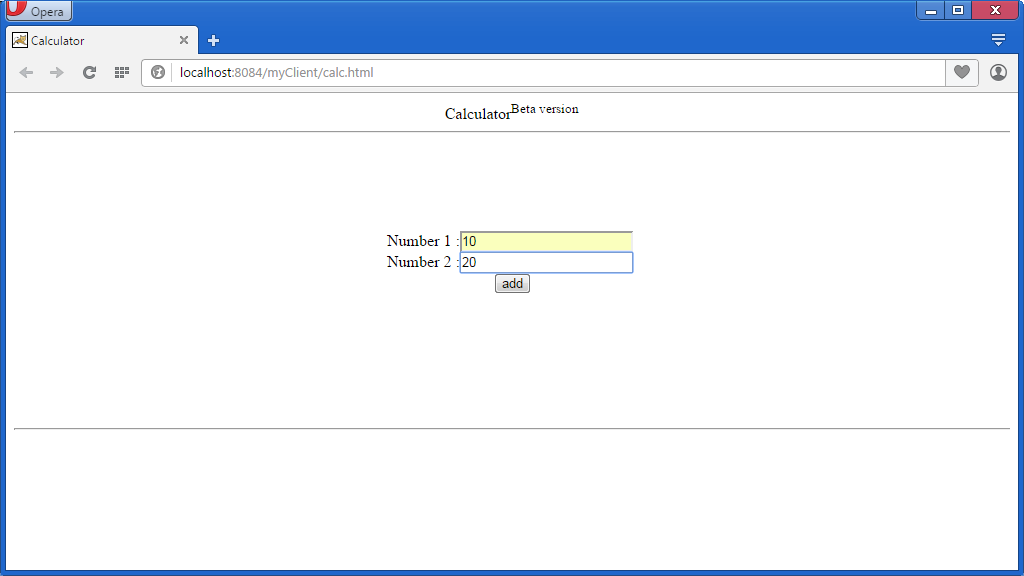 Opera
Calculator
localhost:8084/myClient/calc.html
CalculatorBeta version
Number 1 :10
Number 2 :20
add